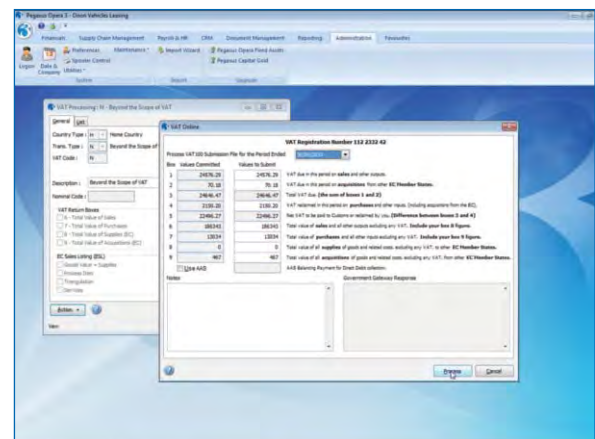 Pegasus Opera 3 - Orion Vehicles Leasing
Financials Supply Chain Management Payroll & HR CRM Document Management Reporting Administration Favourites
Logon
Date & Company
Preferences Maintenance
Spooler Control
Utilities
System
Import Wizard
Import
Pegasus Opera Fixed Assets
Pegasus Capital Gold
VAT Processing : N - Beyond the Scope of VAT
General List
Country Type : H Home Country
Trans. Type : N Beyond the Scope of
VAT Code : N
Description : Beyond the Scope of VAT
Nominal Code :
VAT Return Boxes
6 - Total Value of Sales
7 - Total Value of Purchases
8 - Total Value of Supplies (EC)
9 - Total Value of Acquisitions (EC)
EC Sales Listing (ESL)
Goods Value + Supplies
Process Date
Triangulation
Services
Action
View
VAT Online
VAT Registration Number 112 2332 42
Process VAT100 Submission File for the Period Ended
Box Values Committed Values to Submit
1 24576.29 24576.29 VAT due in this period on sales and other outputs.
2 70.18 70.18 VAT due in this period on acquisitions from other EC Member States.
3 24646.47 24646.47 Total VAT due (the sum of boxes 1 and 2)
4 2150.20 2150.20 VAT reclaimed in this period on purchases and other inputs (including acquisitions from the EC).
5 22496.27 22496.27 Net VAT to be paid to Customs or reclaimed by you (Difference between boxes 3 and 4)
6 186343 186343 Total value of sales and all other outputs excluding any VAT. Include your box 8 figure.
7 13034 13034 Total value of purchases and all other inputs excluding any VAT. Include your box 9 figure.
8 0 0 Total value of all supplies of goods and related costs, excluding any VAT, to other EC Member States.
9 467 467 Total value of all acquisitions of goods and related costs, excluding any VAT, from other EC Member States.
Use AAB AAB Balancing Payment for Direct Debit collection.
Notes Government Gateway Response
Process Cancel